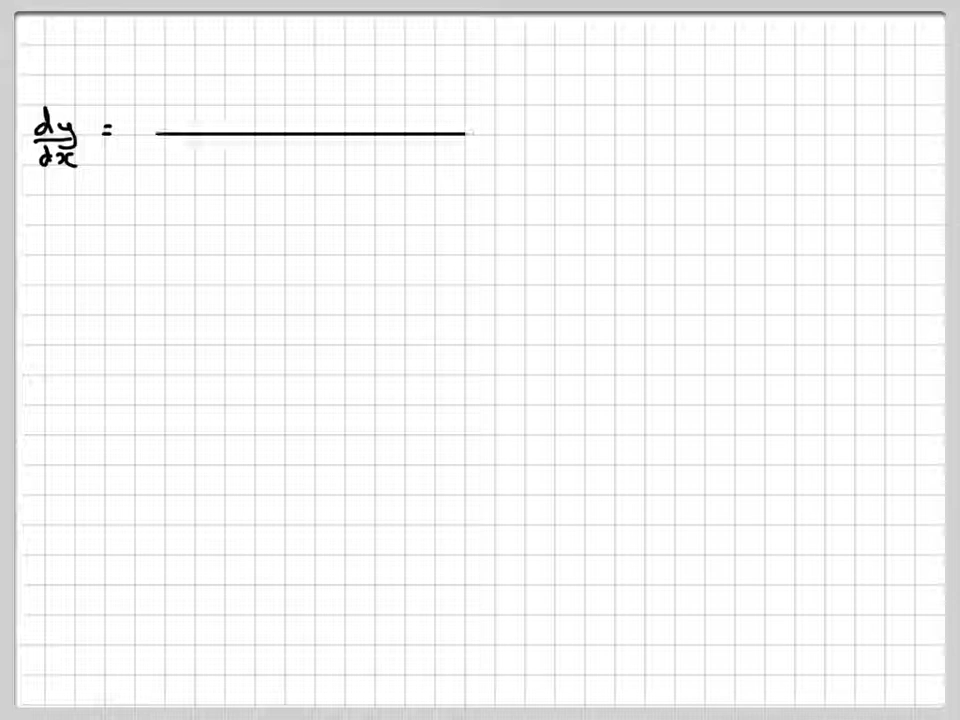 dy/dx =